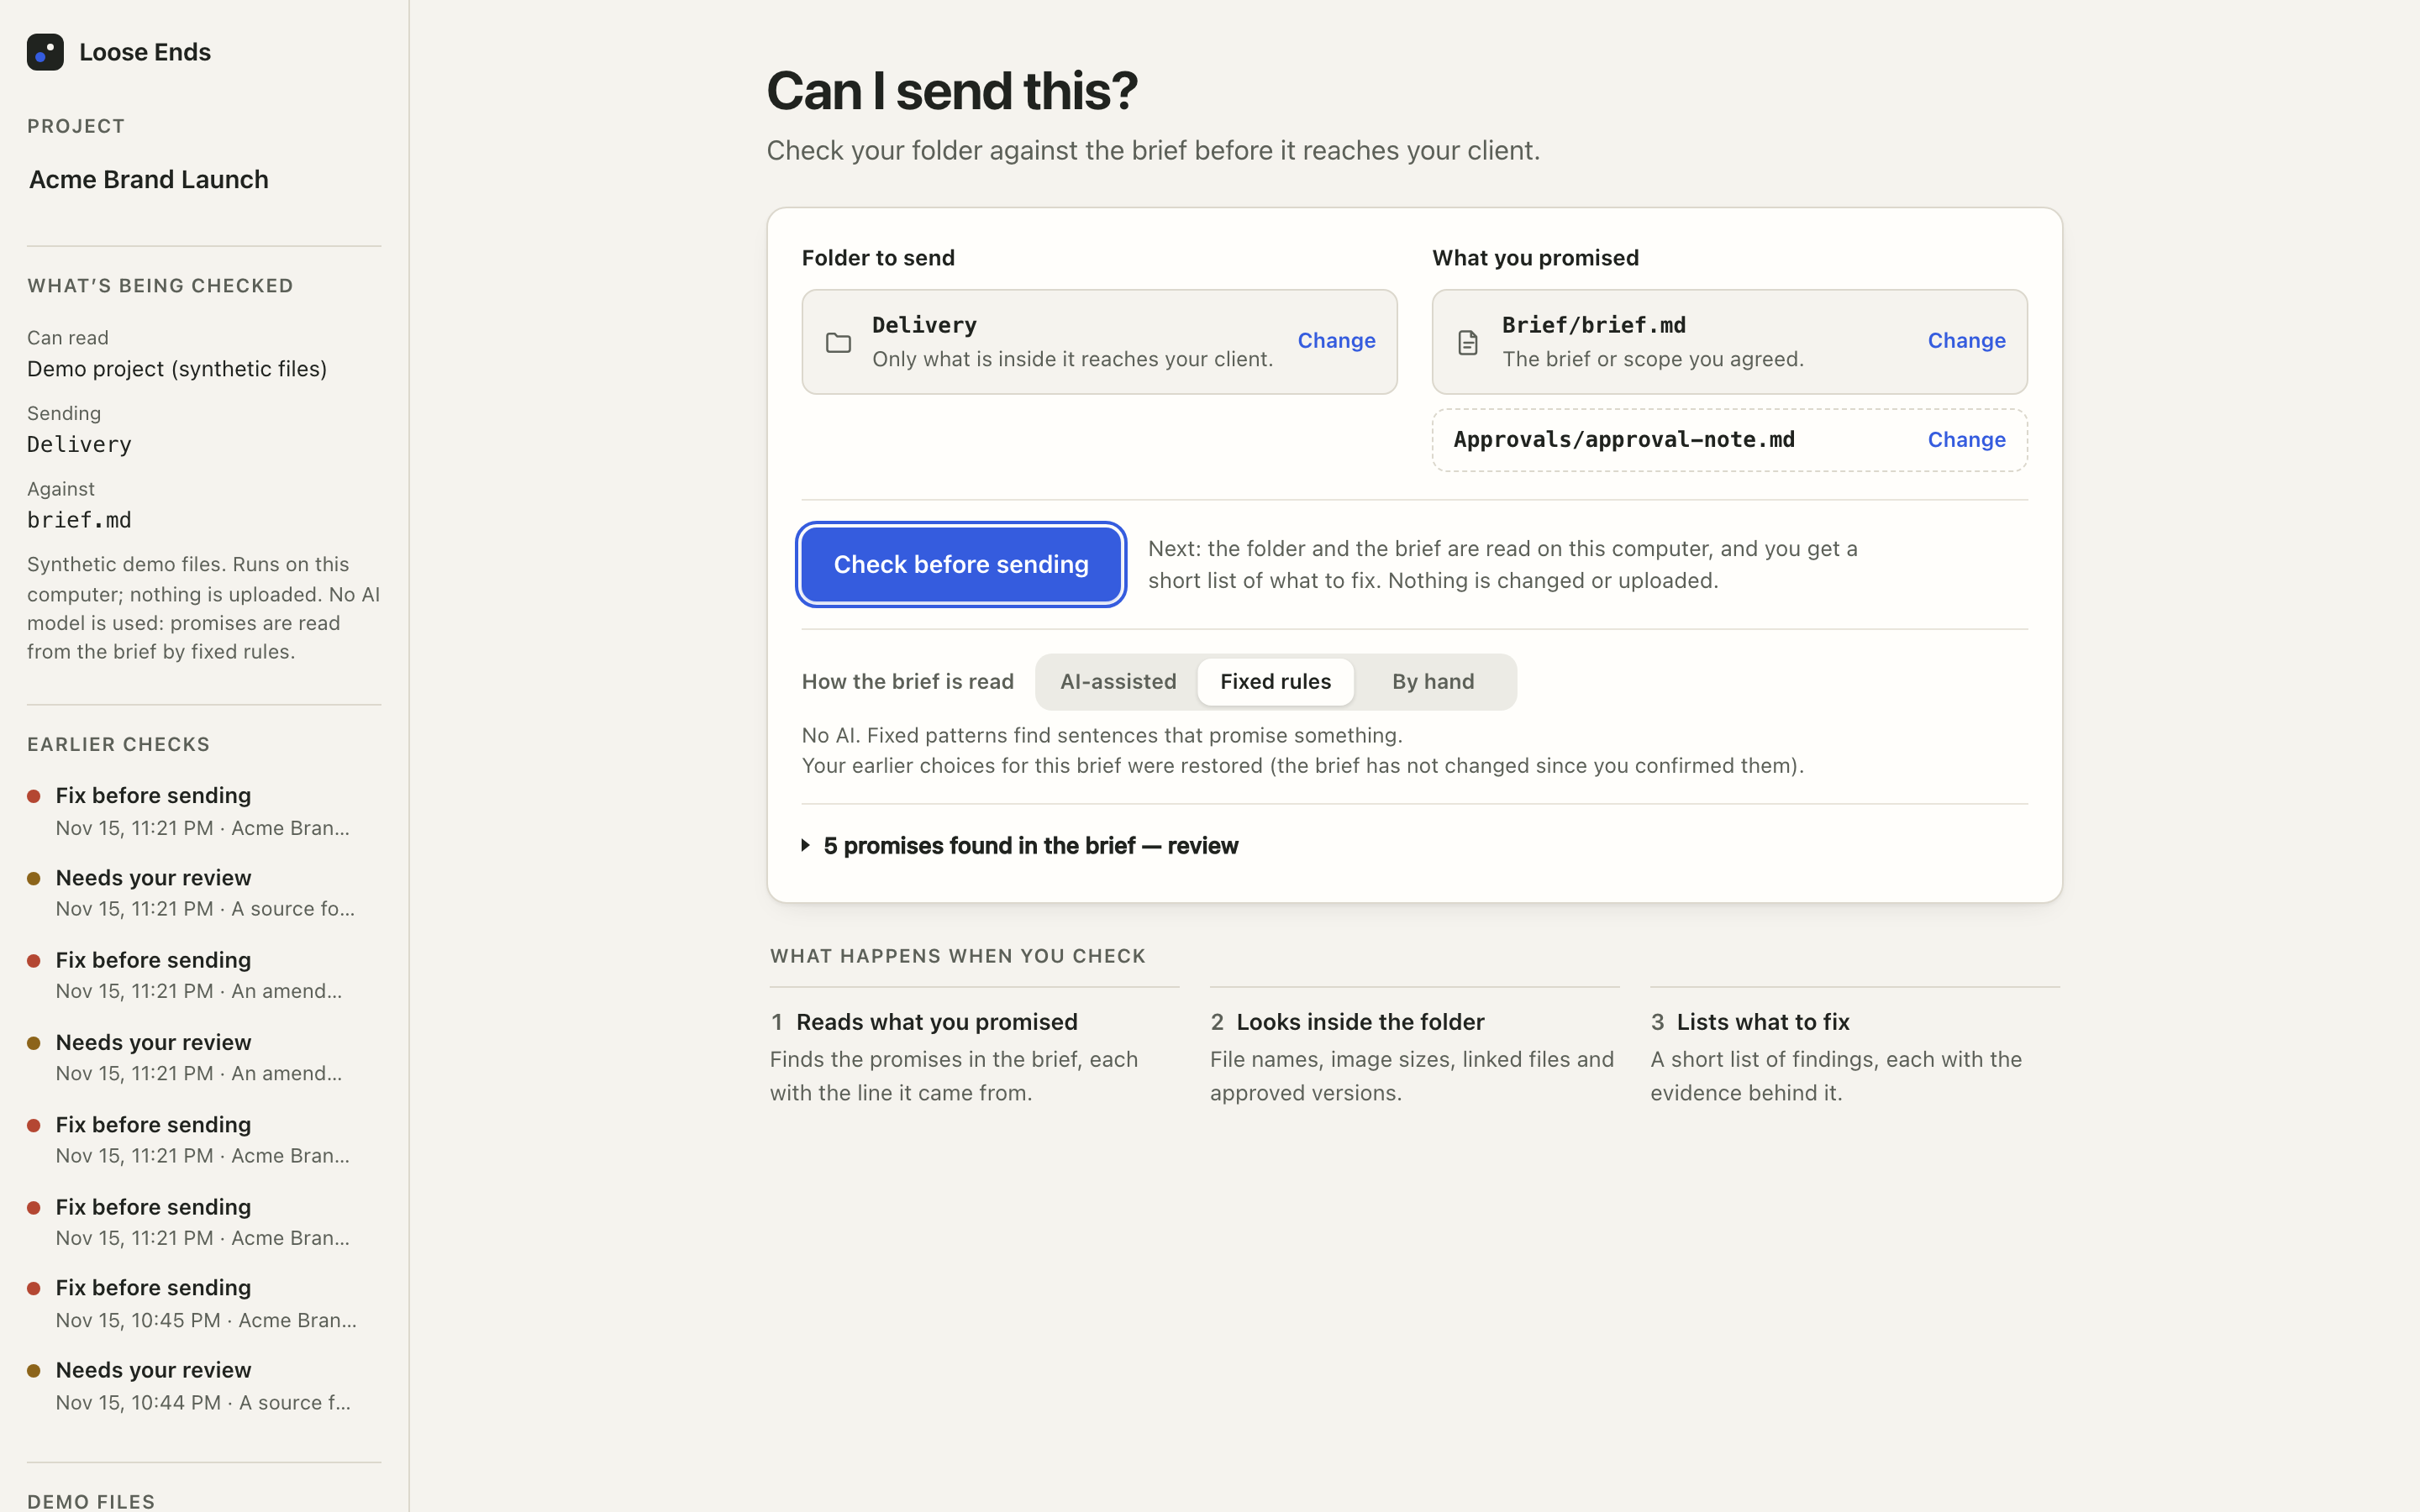 Loose Ends
PROJECT
Acme Brand Launch
WHAT’S BEING CHECKED
Can read
Demo project (synthetic files)
Sending
Delivery
Against
brief.md
Synthetic demo files. Runs on this
computer; nothing is uploaded. No AI
model is used: promises are read
from the brief by fixed rules.
EARLIER CHECKS
Fix before sending
Nov 15, 11:21 PM · Acme Bran...
Needs your review
Nov 15, 11:21 PM · A source fo...
Fix before sending
Nov 15, 11:21 PM · An amend...
Needs your review
Nov 15, 11:21 PM · An amend...
Fix before sending
Nov 15, 11:21 PM · Acme Bran...
Fix before sending
Nov 15, 11:21 PM · Acme Bran...
Fix before sending
Nov 15, 10:45 PM · Acme Bran...
Needs your review
Nov 15, 10:44 PM · A source f...
DEMO FILES
Can I send this?
Check your folder against the brief before it reaches your client.
Folder to send
Delivery
Only what is inside it reaches your client.
Change
What you promised
Brief/brief.md
The brief or scope you agreed.
Change
Approvals/approval-note.md
Change
Check before sending
Next: the folder and the brief are read on this computer, and you get a
short list of what to fix. Nothing is changed or uploaded.
How the brief is read
AI-assisted
Fixed rules
By hand
No AI. Fixed patterns find sentences that promise something.
Your earlier choices for this brief were restored (the brief has not changed since you confirmed them).
5 promises found in the brief — review
WHAT HAPPENS WHEN YOU CHECK
1 Reads what you promised
Finds the promises in the brief, each
with the line it came from.
2 Looks inside the folder
File names, image sizes, linked files and
approved versions.
3 Lists what to fix
A short list of findings, each with the
evidence behind it.